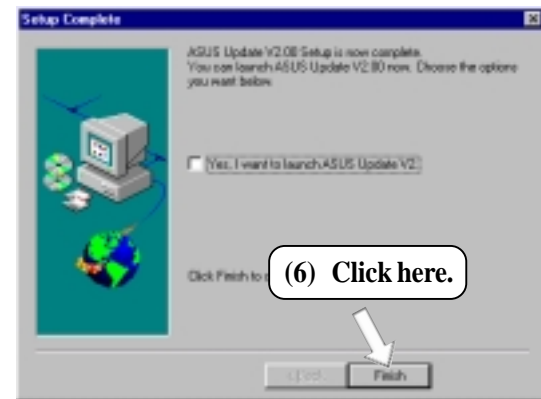 Setup Complete
ASUS Update V2.00 Setup is now complete.
You can launch ASUS Update V2.00 now. Choose the options
you want below.
Yes, I want to launch ASUS Update V2.
Click Finish to
(6) Click here.
< Back
Finish